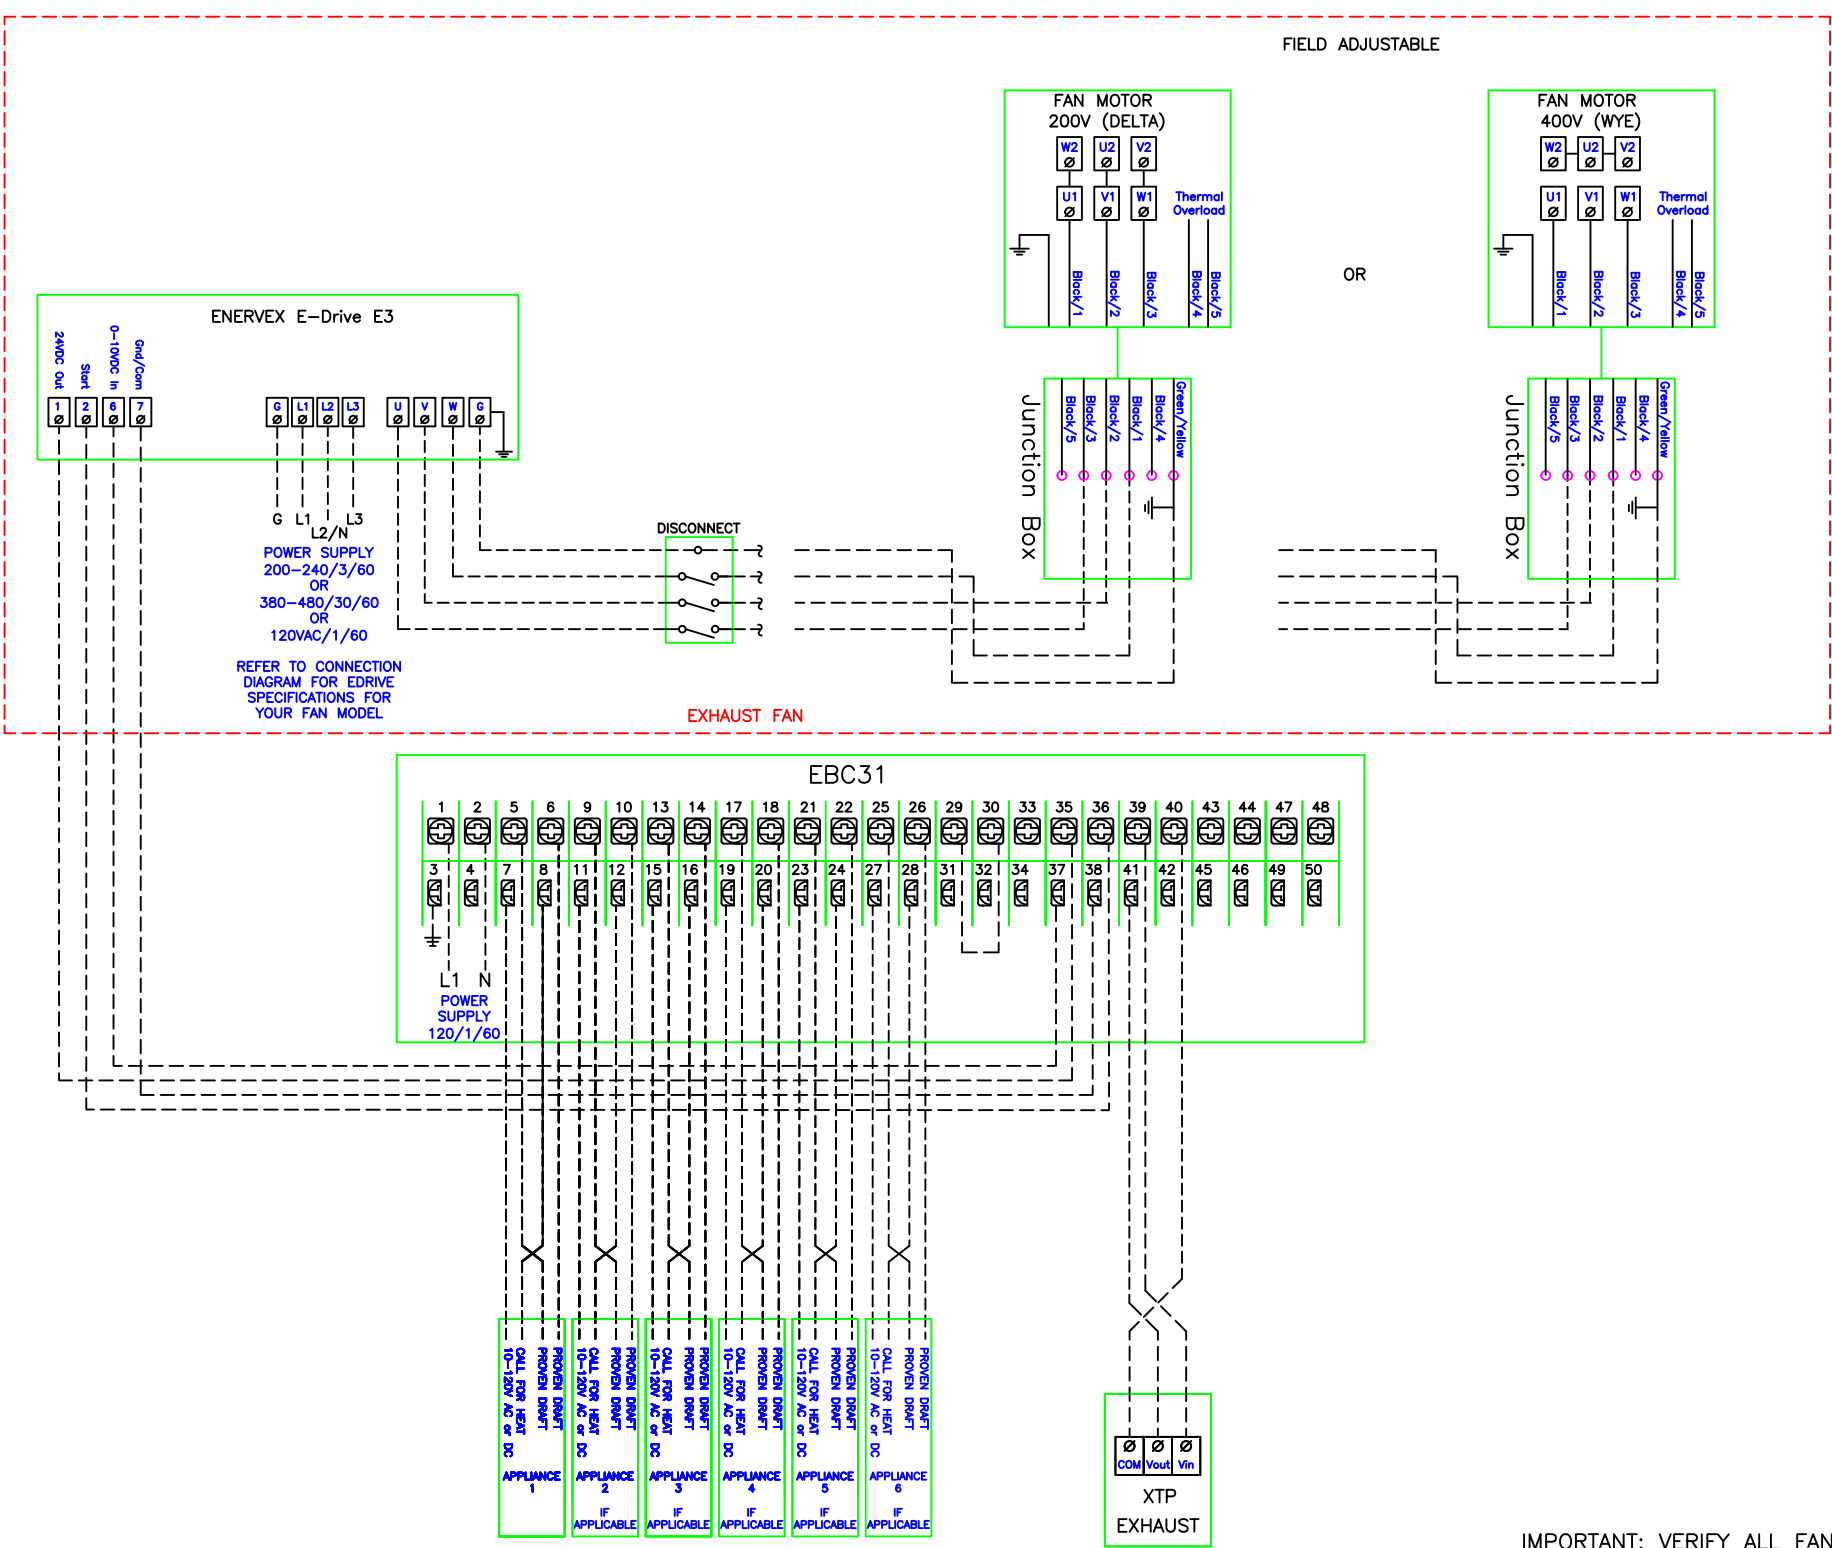 FIELD ADJUSTABLE
FAN MOTOR
200V (DELTA)
W2 U2 V2
U1 V1 W1
Thermal
Overload
Black/1
Black/2
Black/3
Black/4
Black/5
OR
FAN MOTOR
400V (WYE)
W2 U2 V2
U1 V1 W1
Thermal
Overload
Black/1
Black/2
Black/3
Black/4
Black/5
ENERVEX E-Drive E3
24VDC Out
Start
0-10VDC In
Gnd/Com
1 2 6 7
G L1 L2 L3
U V W G
G L1 L2/N L3
POWER SUPPLY
200-240/3/60
OR
380-480/30/60
OR
120VAC/1/60
REFER TO CONNECTION
DIAGRAM FOR EDRIVE
SPECIFICATIONS FOR
YOUR FAN MODEL
DISCONNECT
Junction Box
Black/5
Black/3
Black/2
Black/1
Black/4
Green/Yellow
Junction Box
Black/5
Black/3
Black/2
Black/1
Black/4
Green/Yellow
EXHAUST FAN
EBC31
1 2 5 6 9 10 13 14 17 18 21 22 25 26 29 30 33 35 36 39 40 43 44 47 48
3 4 7 8 11 12 15 16 19 20 23 24 27 28 31 32 34 37 38 41 42 45 46 49 50
L1 N
POWER
SUPPLY
120/1/60
10-120V AC or DC
CALL FOR HEAT
PROVEN DRAFT
PROVEN DRAFT
APPLIANCE
1
10-120V AC or DC
CALL FOR HEAT
PROVEN DRAFT
PROVEN DRAFT
APPLIANCE
2
IF
APPLICABLE
10-120V AC or DC
CALL FOR HEAT
PROVEN DRAFT
PROVEN DRAFT
APPLIANCE
3
IF
APPLICABLE
10-120V AC or DC
CALL FOR HEAT
PROVEN DRAFT
PROVEN DRAFT
APPLIANCE
4
IF
APPLICABLE
10-120V AC or DC
CALL FOR HEAT
PROVEN DRAFT
PROVEN DRAFT
APPLIANCE
5
IF
APPLICABLE
10-120V AC or DC
CALL FOR HEAT
PROVEN DRAFT
PROVEN DRAFT
APPLIANCE
6
IF
APPLICABLE
COM Vout Vin
XTP
EXHAUST
IMPORTANT: VERIFY ALL FAN